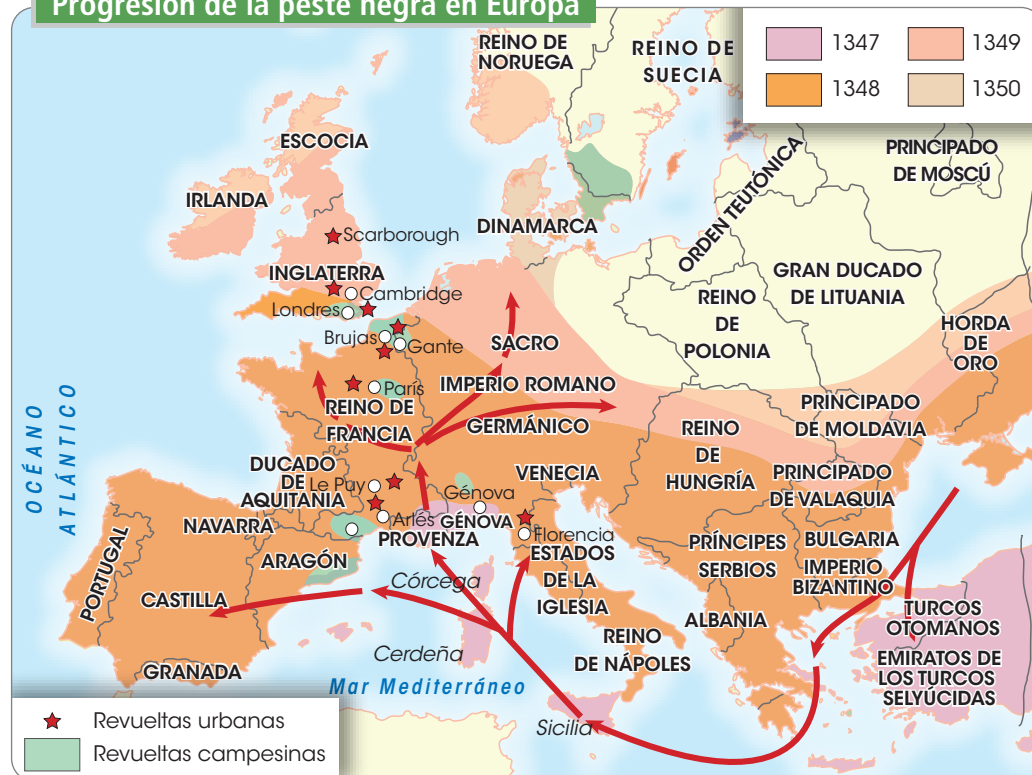 Progresión de la peste negra en Europa
1347
1349
1348
1350
REINO DE
NORUEGA
REINO DE
SUECIA
ESCOCIA
PRINCIPADO
DE MOSCÚ
IRLANDA
DINAMARCA
ORDEN TEUTÓNICA
Scarborough
INGLATERRA
Cambridge
Londres
GRAN DUCADO
DE LITUANIA
REINO
DE
POLONIA
HORDA
DE
ORO
Brujas
Gante
SACRO
IMPERIO ROMANO
GERMÁNICO
París
REINO DE
FRANCIA
PRINCIPADO
DE MOLDAVIA
OCÉANO
ATLÁNTICO
REINO
DE
HUNGRÍA
DUCADO
DE
AQUITANIA
Le Puy
VENECIA
PRINCIPADO
DE VALAQUIA
Génova
NAVARRA
Arlés
GÉNOVA
PROVENZA
Florencia
ESTADOS
DE LA
IGLESIA
PRÍNCIPES
SERBIOS
BULGARIA
IMPERIO
BIZANTINO
PORTUGAL
ARAGÓN
CASTILLA
Córcega
ALBANIA
TURCOS
OTOMANOS
REINO
DE NÁPOLES
Cerdeña
EMIRATOS DE
LOS TURCOS
SELYÚCIDAS
GRANADA
Mar Mediterráneo
Sicilia
Revueltas urbanas
Revueltas campesinas